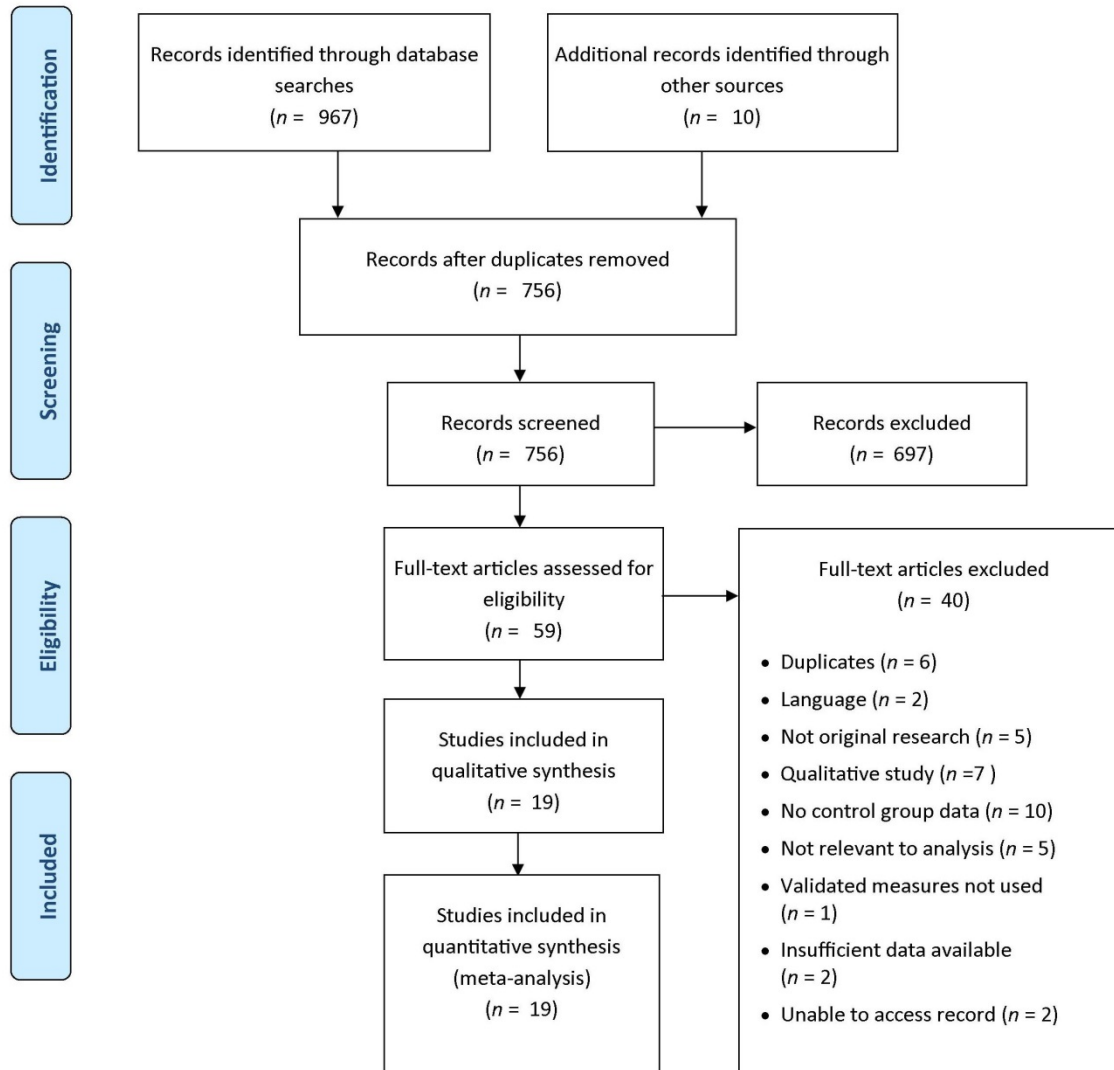 Identification
Records identified through database
searches
(n = 967)
Additional records identified through
other sources
(n = 10)
Records after duplicates removed
(n = 756)
Screening
Records screened
(n = 756)
Records excluded
(n = 697)
Eligibility
Full-text articles assessed for
eligibility
(n = 59)
Full-text articles excluded
(n = 40)
• Duplicates (n = 6)
• Language (n = 2)
• Not original research (n = 5)
• Qualitative study (n =7 )
• No control group data (n = 10)
• Not relevant to analysis (n = 5)
• Validated measures not used
(n = 1)
• Insufficient data available
(n = 2)
• Unable to access record (n = 2)
Studies included in
qualitative synthesis
(n = 19)
Included
Studies included in
quantitative synthesis
(meta-analysis)
(n = 19)